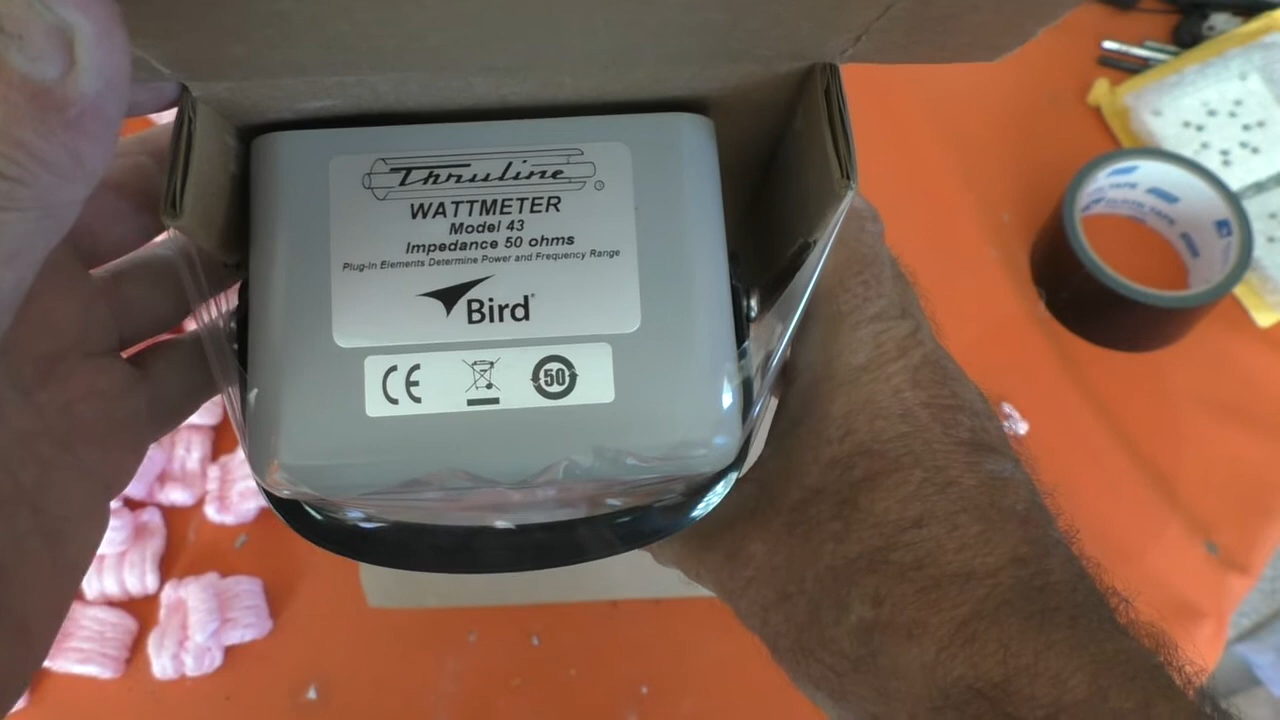 Thruline
WATTMETER
Model 43
Impedance 50 ohms
Plug-in Elements Determine Power and Frequency Range
Bird®
CE
50